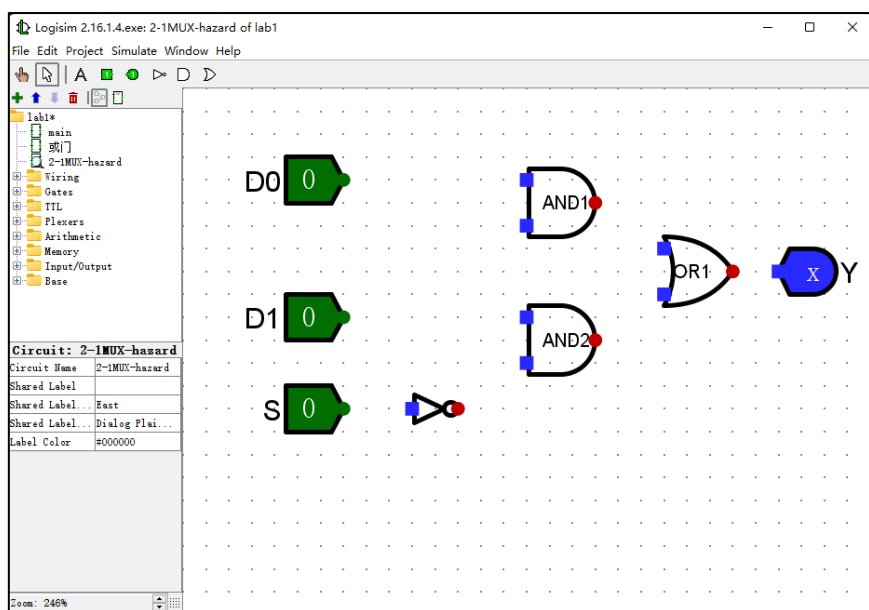 Logisim 2.16.1.4.exe: 2-1MUX-hazard of lab1
File Edit Project Simulate Window Help
A 1 1
lab1*
main
或门
2-1MUX-hazard
Wiring
Gates
TTL
Plexers
Arithmetic
Memory
Input/Output
Base
Circuit: 2-1MUX-hazard
Circuit Name 2-1MUX-hazard
Shared Label
Shared Label... East
Shared Label... Dialog Plai...
Label Color #000000
Zoom: 246%
D0 0
AND1
OR1
x Y
D1 0
AND2
S 0